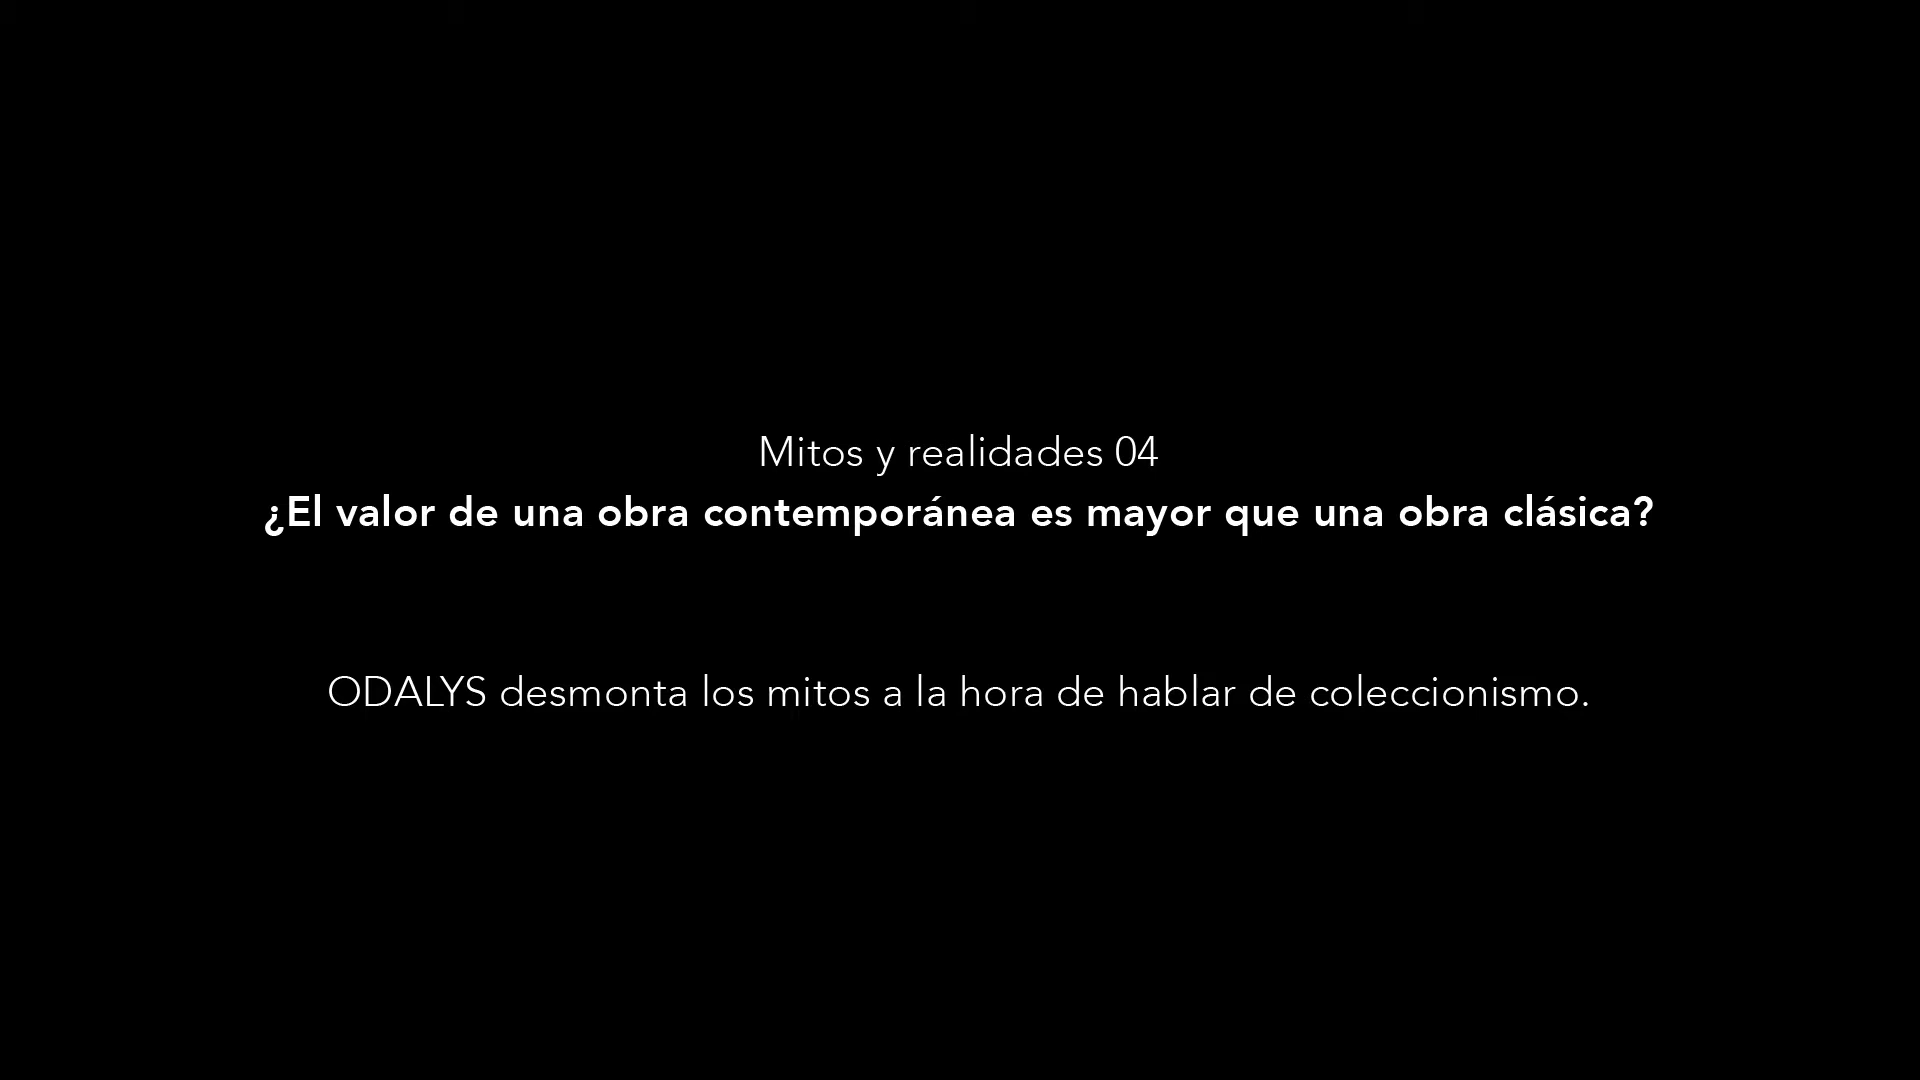 Mitos y realidades 04
¿El valor de una obra contemporánea es mayor que una obra clásica?
ODALYS desmonta los mitos a la hora de hablar de coleccionismo.